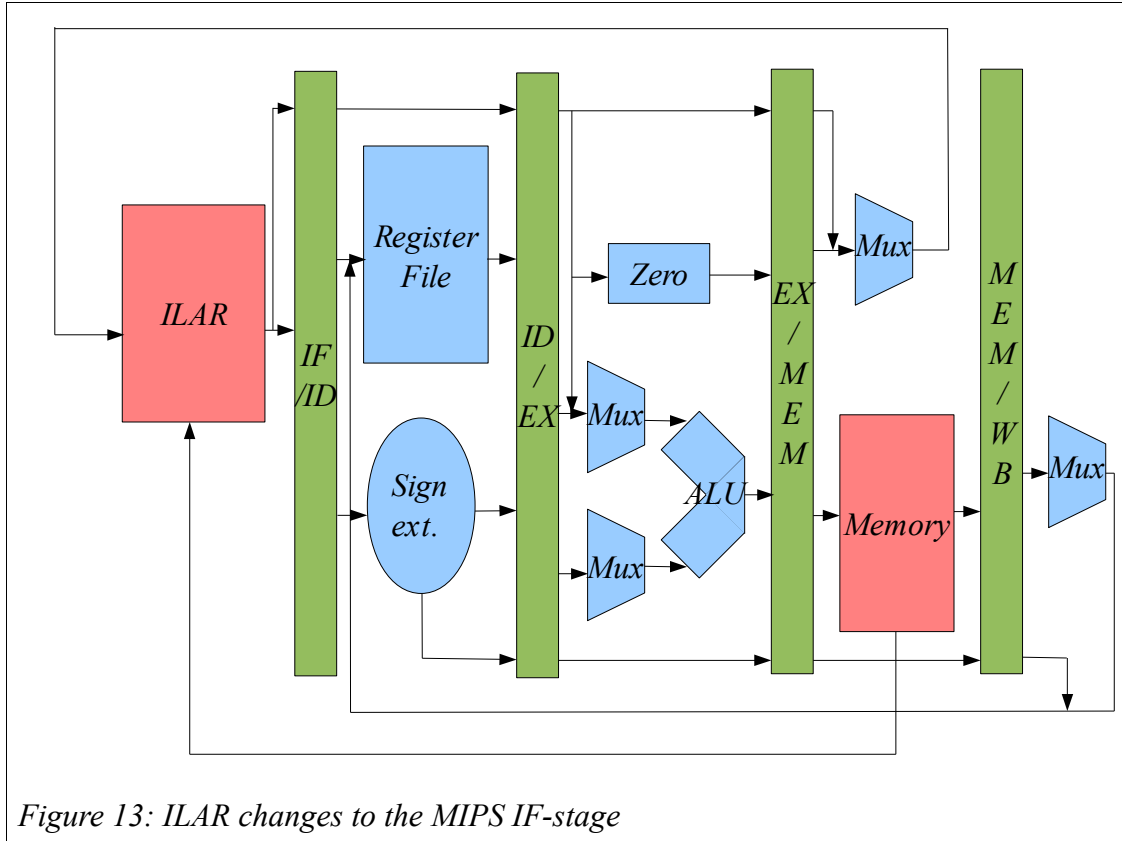 ILAR
IF
/ID
Register
File
Sign
ext.
ID
/
EX
Zero
Mux
Mux
ALU
EX
/
M
E
M
Mux
Memory
M
E
M
/
W
B
Mux
Figure 13: ILAR changes to the MIPS IF-stage